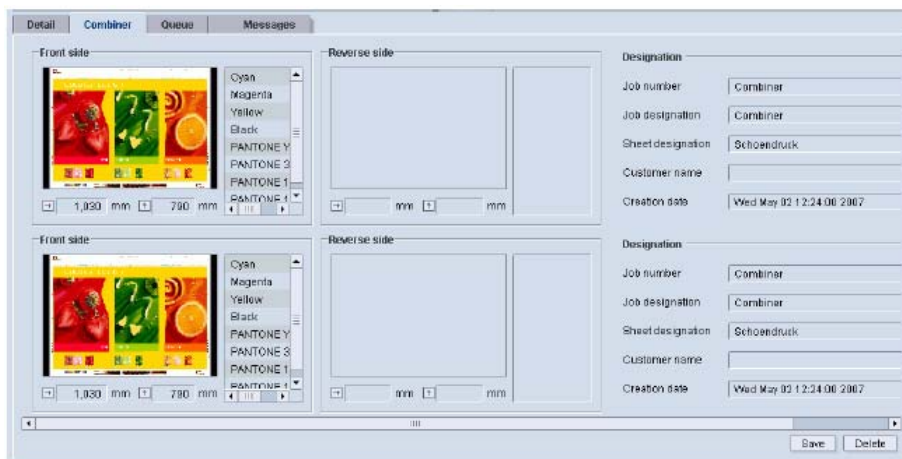 Detail Combiner Queue Messages
Front side
Cyan
Magenta
Yellow
Black
PANTONE Y
PANTONE 3
PANTONE 1
PANTONE 1
1,030 mm 790 mm
Reverse side
mm mm
Designation
Job number Combiner
Job designation Combiner
Sheet designation Schoendruck
Customer name
Creation date Wed May 02 12:24:00 2007
Front side
Cyan
Magenta
Yellow
Black
PANTONE Y
PANTONE 3
PANTONE 1
PANTONE 1
1,030 mm 790 mm
Reverse side
mm mm
Designation
Job number Combiner
Job designation Combiner
Sheet designation Schoendruck
Customer name
Creation date Wed May 02 12:24:00 2007
Save Delete